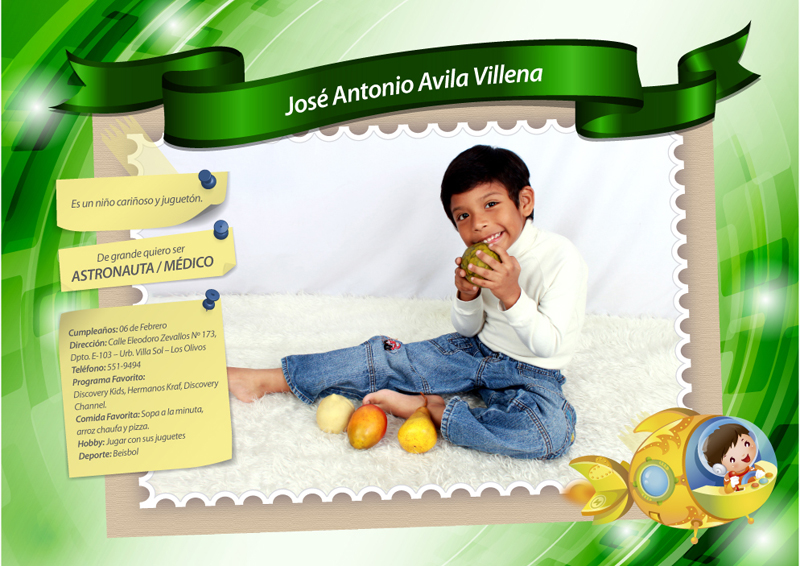 José Antonio Avila Villena
Es un niño cariñoso y juguetón.
De grande quiero ser
ASTRONAUTA / MÉDICO
Cumpleaños: 06 de Febrero
Dirección: Calle Eleodoro Zevallos Nº 173,
Dpto. E-103 – Urb. Villa Sol – Los Olivos
Teléfono: 551-9494
Programa Favorito:
Discovery Kids, Hermanos Kraf, Discovery
Channel.
Comida Favorita: Sopa a la minuta,
arroz chaufa y pizza.
Hobby: Jugar con sus juguetes
Deporte: Beisbol